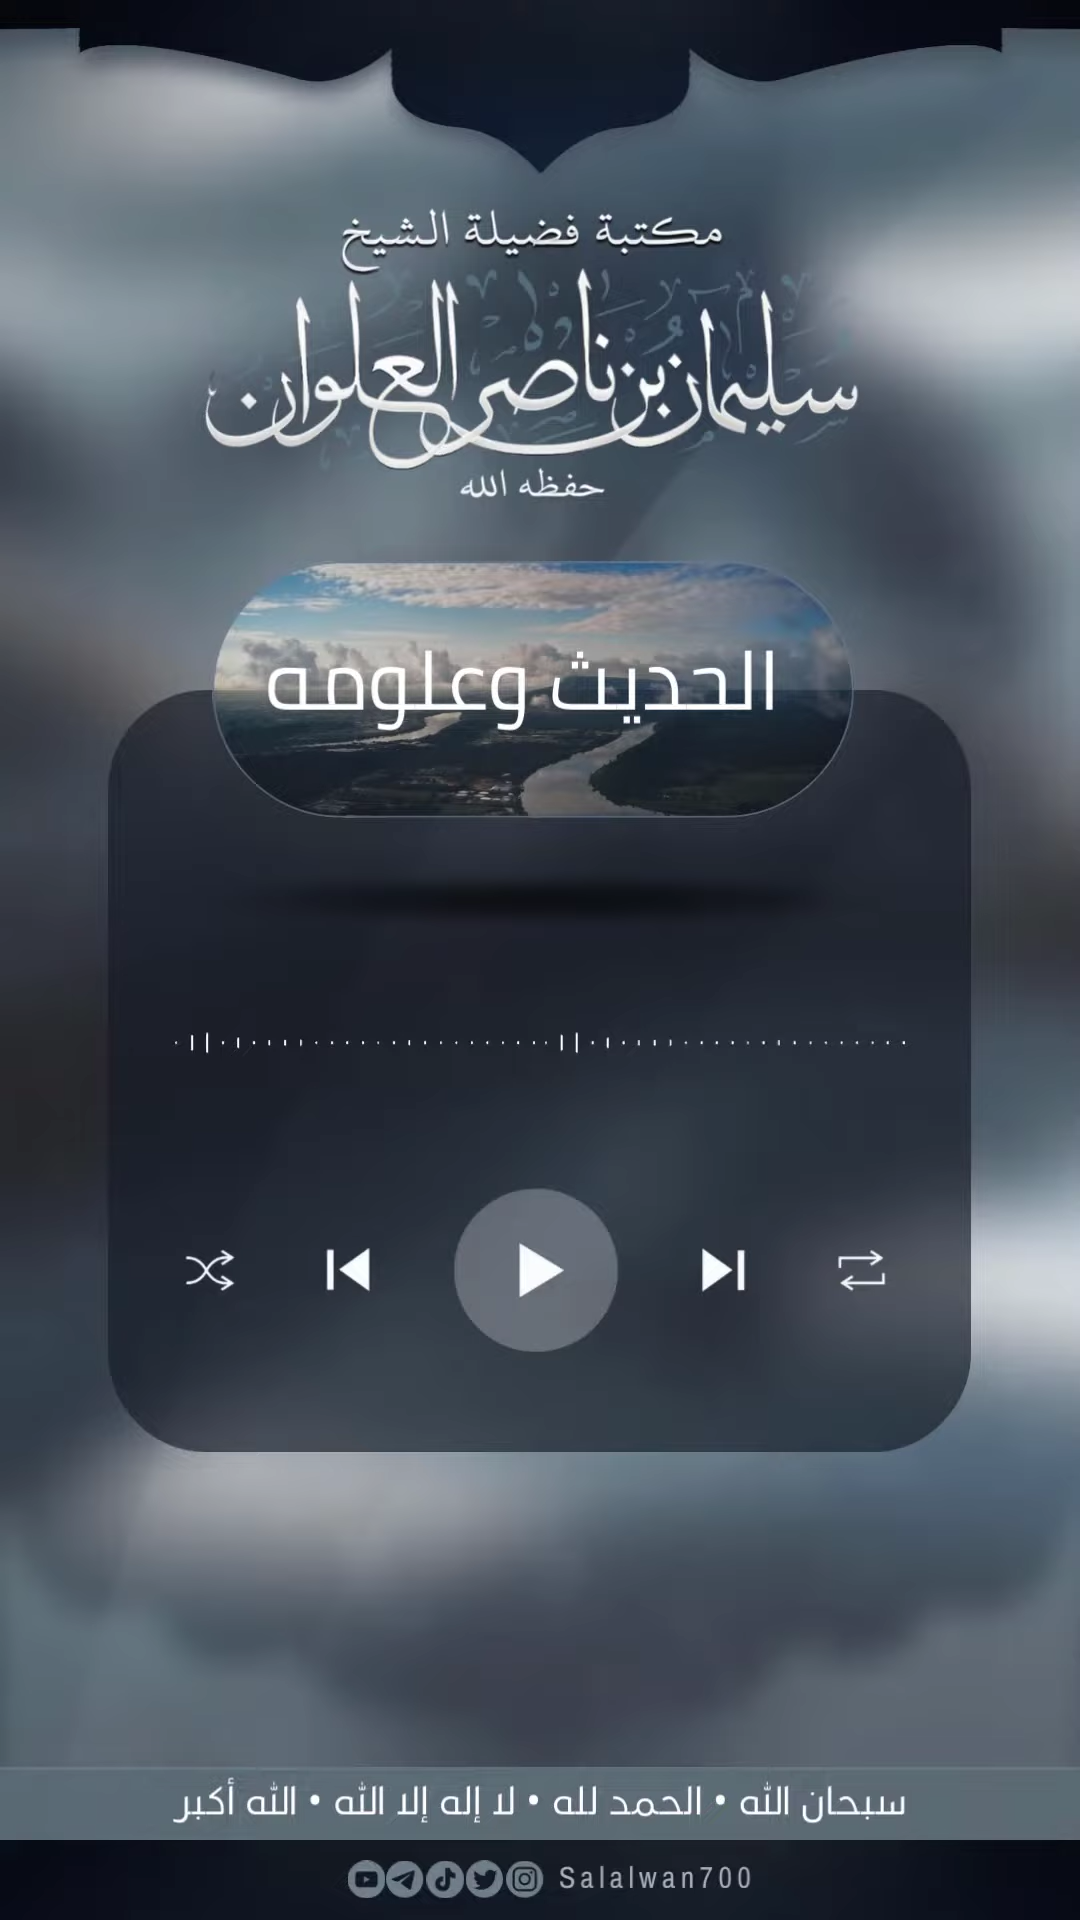 مكتبة فضيلة الشيخ
سليمان بن ناصر العلوان
حفظه الله
الحديث وعلومه
سبحان الله • الحمد لله • لا إله إلا الله • الله أكبر
Salalwan700